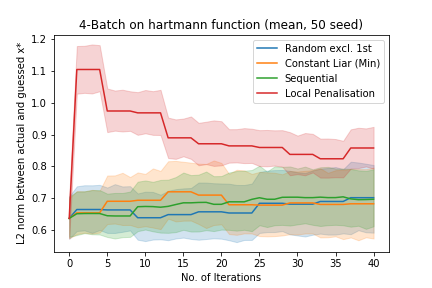 4-Batch on hartmann function (mean, 50 seed)
L2 norm between actual and guessed x*
1.2
1.1
1.0
0.9
0.8
0.7
0.6
Random excl. 1st
Constant Liar (Min)
Sequential
Local Penalisation
0 5 10 15 20 25 30 35 40
No. of Iterations